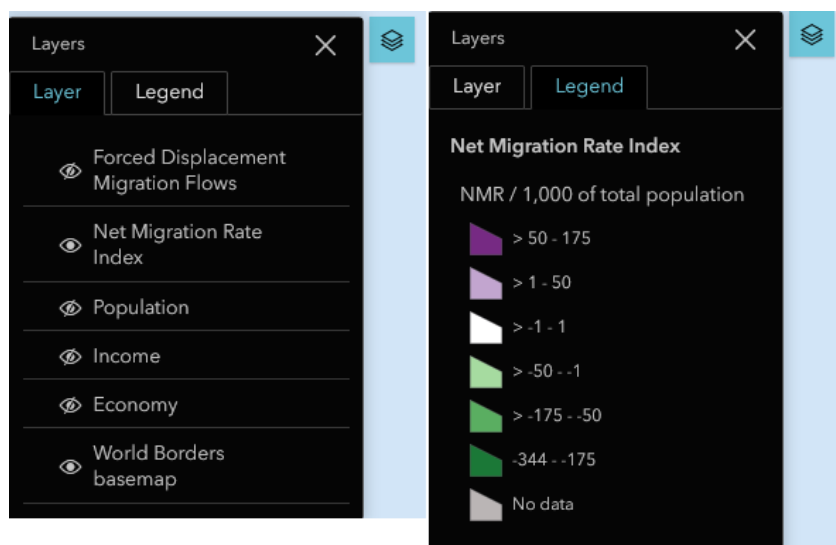 Layers
Layer Legend
Forced Displacement
Migration Flows
Net Migration Rate
Index
Population
Income
Economy
World Borders
basemap
Layers
Layer Legend
Net Migration Rate Index
NMR / 1,000 of total population
> 50 - 175
> 1 - 50
> -1 - 1
> -50 - -1
> -175 - -50
-344 - -175
No data